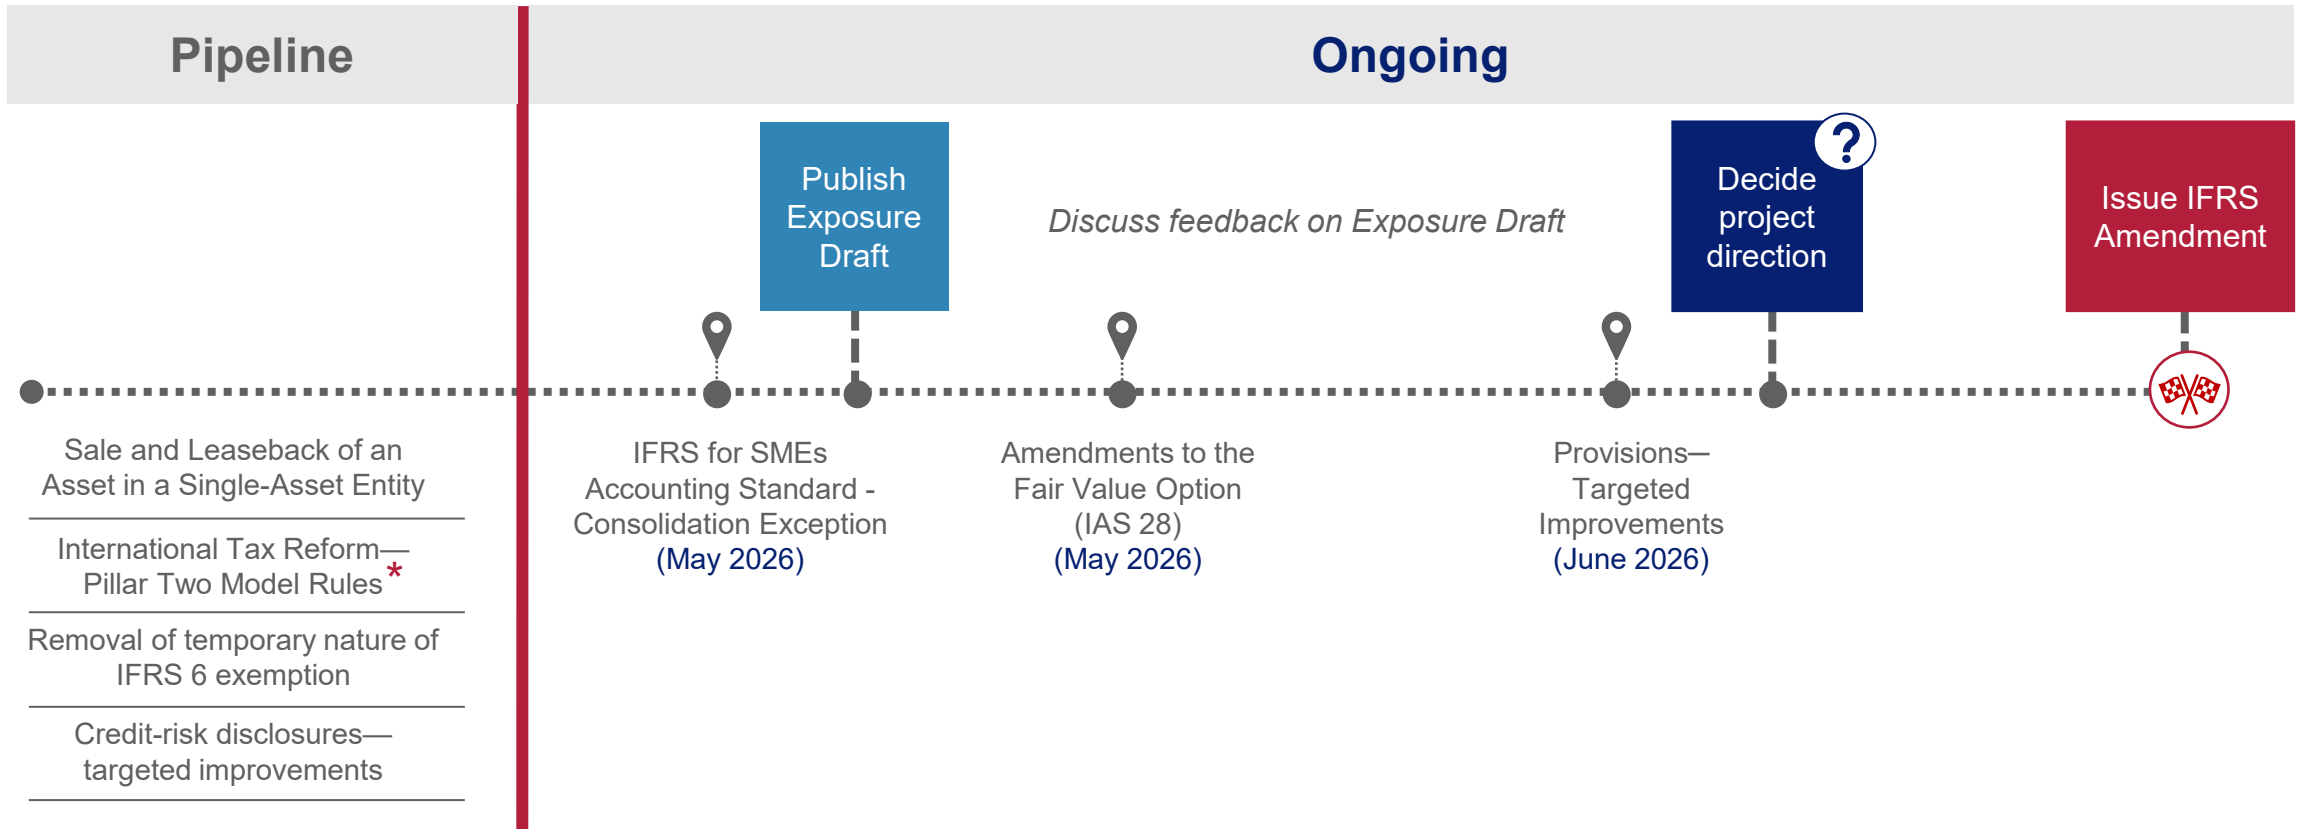 Pipeline
Ongoing
Publish
Exposure
Draft
Discuss feedback on Exposure Draft
Decide
project
direction
?
Issue IFRS
Amendment
Sale and Leaseback of an
Asset in a Single-Asset Entity
International Tax Reform—
Pillar Two Model Rules*
Removal of temporary nature of
IFRS 6 exemption
Credit-risk disclosures—
targeted improvements
IFRS for SMEs
Accounting Standard -
Consolidation Exception
(May 2026)
Amendments to the
Fair Value Option
(IAS 28)
(May 2026)
Provisions—
Targeted
Improvements
(June 2026)